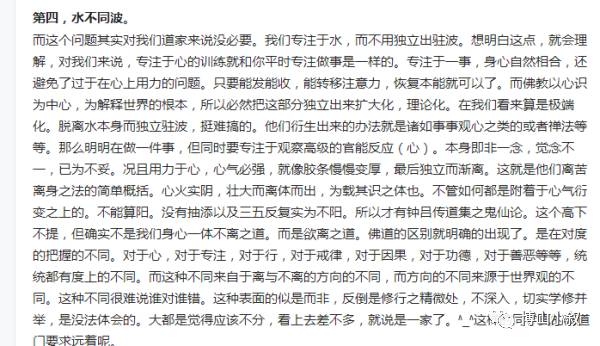 第四，水不同波。
而这个问题其实对我们道家来说没必要。我们专注于水，而不用独立出驻波。想明白这点，就会理
解，对我们来说，专注于心的训练就和你平时专注做事是一样的。专注于一事，身心自然相合，还
避免了过于在心上用力的问题。只要能发能收，能转移注意力，恢复本能就可以了。而佛教以心识
为中心，为解释世界的根本，所以必然把这部分独立出来扩大化，理论化。在我们看来算是极端
化。脱离水本身而独立驻波，挺难搞的。他们衍生出来的办法就是诸如事事观心之类的或者禅法等
等。那么明明在做一件事，但同时要专注于观察高级的官能反应（心）。本身即非一念，觉念不
一，已为不妥。况且用力于心，心气必强，就像胶条慢慢变厚，最后独立而渐离。这就是他们离苦
离身之法的简单概括。心火实阴，壮大而离体而出，为载其识之体也。不管如何都是附着于心气衍
变之上的。不能算阳。没有抽添以及三五反复实为不阳。所以才有钟吕传道集之鬼仙论。这个高下
不提，但确实不是我们身心一体不离之道。而是欲离之道。佛道的区别就明确的出现了。是在对度
的把握的不同。对于心，对于专注，对于行，对于戒律，对于因果，对于功德，对于善恶等等，统
统都有度上的不同。而这种不同来自于离与不离的方向的不同，而方向的不同来源于世界观的不
同。这种不同很难说谁对谁错。这种表面的似是而非，反倒是修行之精微处，不深入，切实学修并
举，是没法体会的。大都是觉得应该不分，看上去差不多，就说是一家了。^_^这
门要求远着呢。